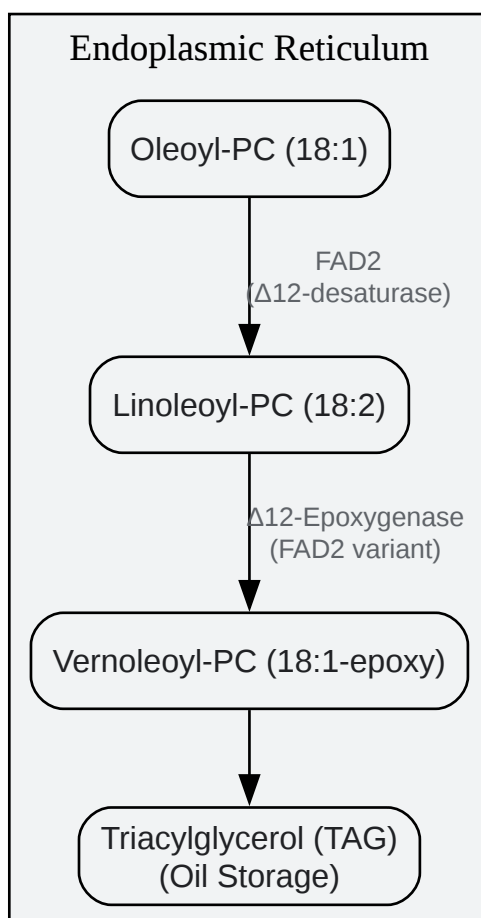 Endoplasmic Reticulum
Oleoyl-PC (18:1)
FAD2
(Δ12-desaturase)
Linoleoyl-PC (18:2)
Δ12-Epoxygenase
(FAD2 variant)
Vernoleoyl-PC (18:1-epoxy)
Triacylglycerol (TAG)
(Oil Storage)